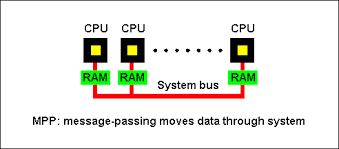 CPU CPU CPU
RAM RAM RAM
System bus
MPP: message-passing moves data through system